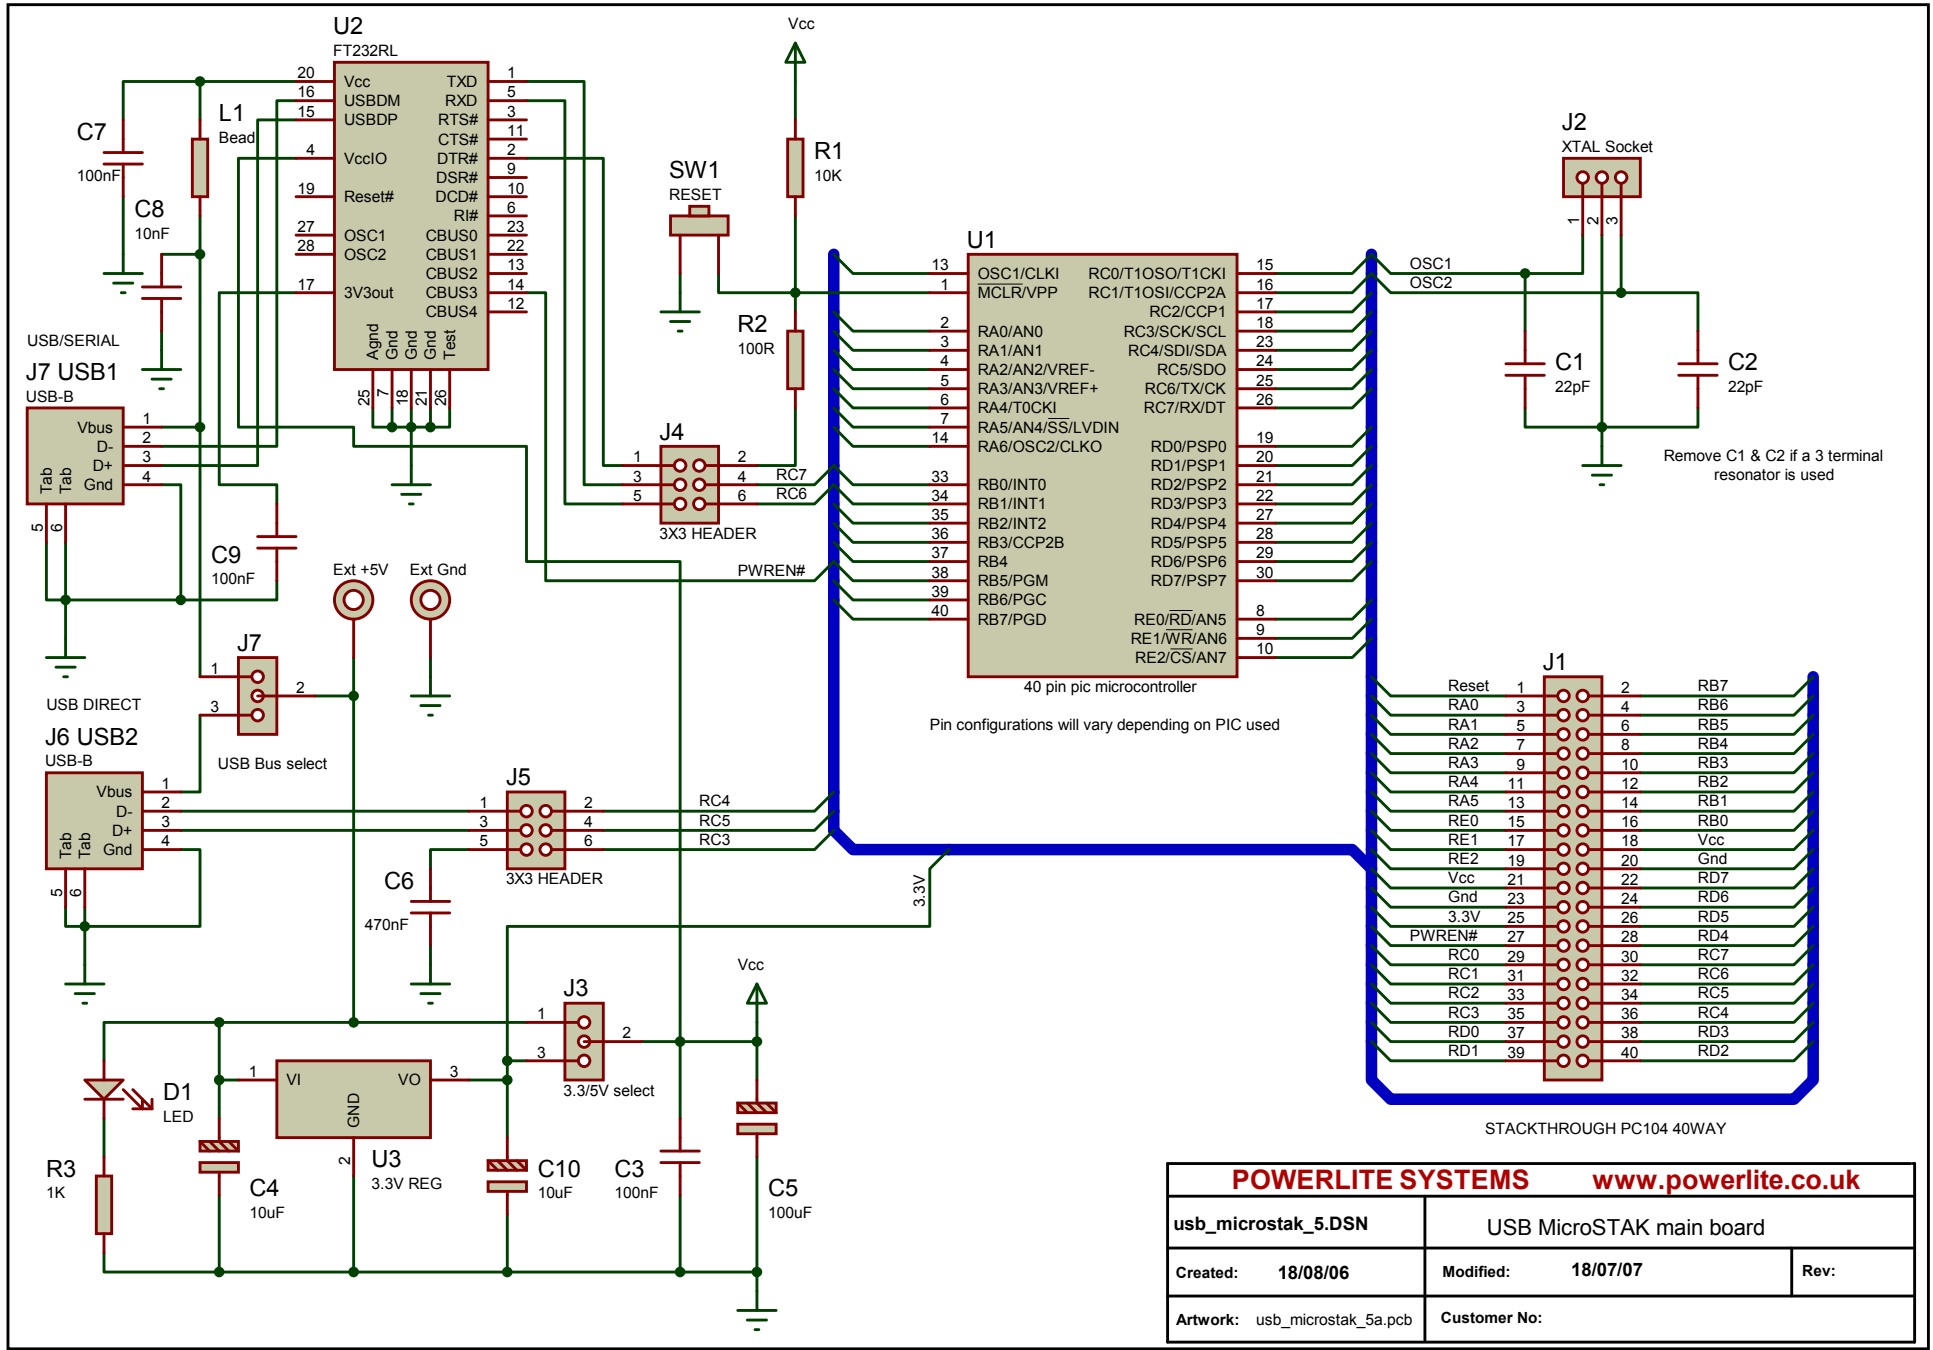 U2
FT232RL
20 Vcc TXD 1
16 USBDM RXD 5
15 USBDP RTS# 3
CTS# 11
4 VccIO DTR# 2
DSR# 9
19 Reset# DCD# 10
RI# 6
27 OSC1 CBUS0 23
28 OSC2 CBUS1 22
CBUS2 13
17 3V3out CBUS3 14
CBUS4 12
Agnd Gnd Gnd Gnd Test
25 7 18 21 26
C7
100nF
L1
Bead
C8
10nF
USB/SERIAL
J7 USB1
USB-B
Vbus 1
D- 2
D+ 3
Gnd 4
Tab Tab
5 6
C9
100nF
Ext +5V
Ext Gnd
J7
1
2
3
USB Bus select
USB DIRECT
J6 USB2
USB-B
Vbus 1
D- 2
D+ 3
Gnd 4
Tab Tab
5 6
J5
1 2 RC4
3 4 RC5
5 6 RC3
3X3 HEADER
C6
470nF
Vcc
R1
10K
SW1
RESET
R2
100R
J4
1 2
3 4 RC7
5 6 RC6
3X3 HEADER
PWREN#
U1
13 OSC1/CLKI RC0/T1OSO/T1CKI 15
1 MCLR/VPP RC1/T1OSI/CCP2A 16
RC2/CCP1 17
2 RA0/AN0 RC3/SCK/SCL 18
3 RA1/AN1 RC4/SDI/SDA 23
4 RA2/AN2/VREF- RC5/SDO 24
5 RA3/AN3/VREF+ RC6/TX/CK 25
6 RA4/T0CKI RC7/RX/DT 26
7 RA5/AN4/SS/LVDIN
14 RA6/OSC2/CLKO RD0/PSP0 19
RD1/PSP1 20
33 RB0/INT0 RD2/PSP2 21
34 RB1/INT1 RD3/PSP3 22
35 RB2/INT2 RD4/PSP4 27
36 RB3/CCP2B RD5/PSP5 28
37 RB4 RD6/PSP6 29
38 RB5/PGM RD7/PSP7 30
39 RB6/PGC
40 RB7/PGD RE0/RD/AN5 8
RE1/WR/AN6 9
RE2/CS/AN7 10
40 pin pic microcontroller
Pin configurations will vary depending on PIC used
J2
XTAL Socket
1 2 3
OSC1
OSC2
C1
22pF
C2
22pF
Remove C1 & C2 if a 3 terminal
resonator is used
J1
Reset 1 2 RB7
RA0 3 4 RB6
RA1 5 6 RB5
RA2 7 8 RB4
RA3 9 10 RB3
RA4 11 12 RB2
RA5 13 14 RB1
RE0 15 16 RB0
RE1 17 18 Vcc
RE2 19 20 Gnd
Vcc 21 22 RD7
Gnd 23 24 RD6
3.3V 25 26 RD5
PWREN# 27 28 RD4
RC0 29 30 RC7
RC1 31 32 RC6
RC2 33 34 RC5
RC3 35 36 RC4
RD0 37 38 RD3
RD1 39 40 RD2
STACKTHROUGH PC104 40WAY
3.3V
Vcc
J3
1
2
3
3.3/5V select
D1
LED
R3
1K
C4
10uF
1 VI VO 3
GND
2
U3
3.3V REG
C10
10uF
C3
100nF
C5
100uF
POWERLITE SYSTEMS www.powerlite.co.uk
usb_microstak_5.DSN USB MicroSTAK main board
Created: 18/08/06 Modified: 18/07/07 Rev:
Artwork: usb_microstak_5a.pcb Customer No: